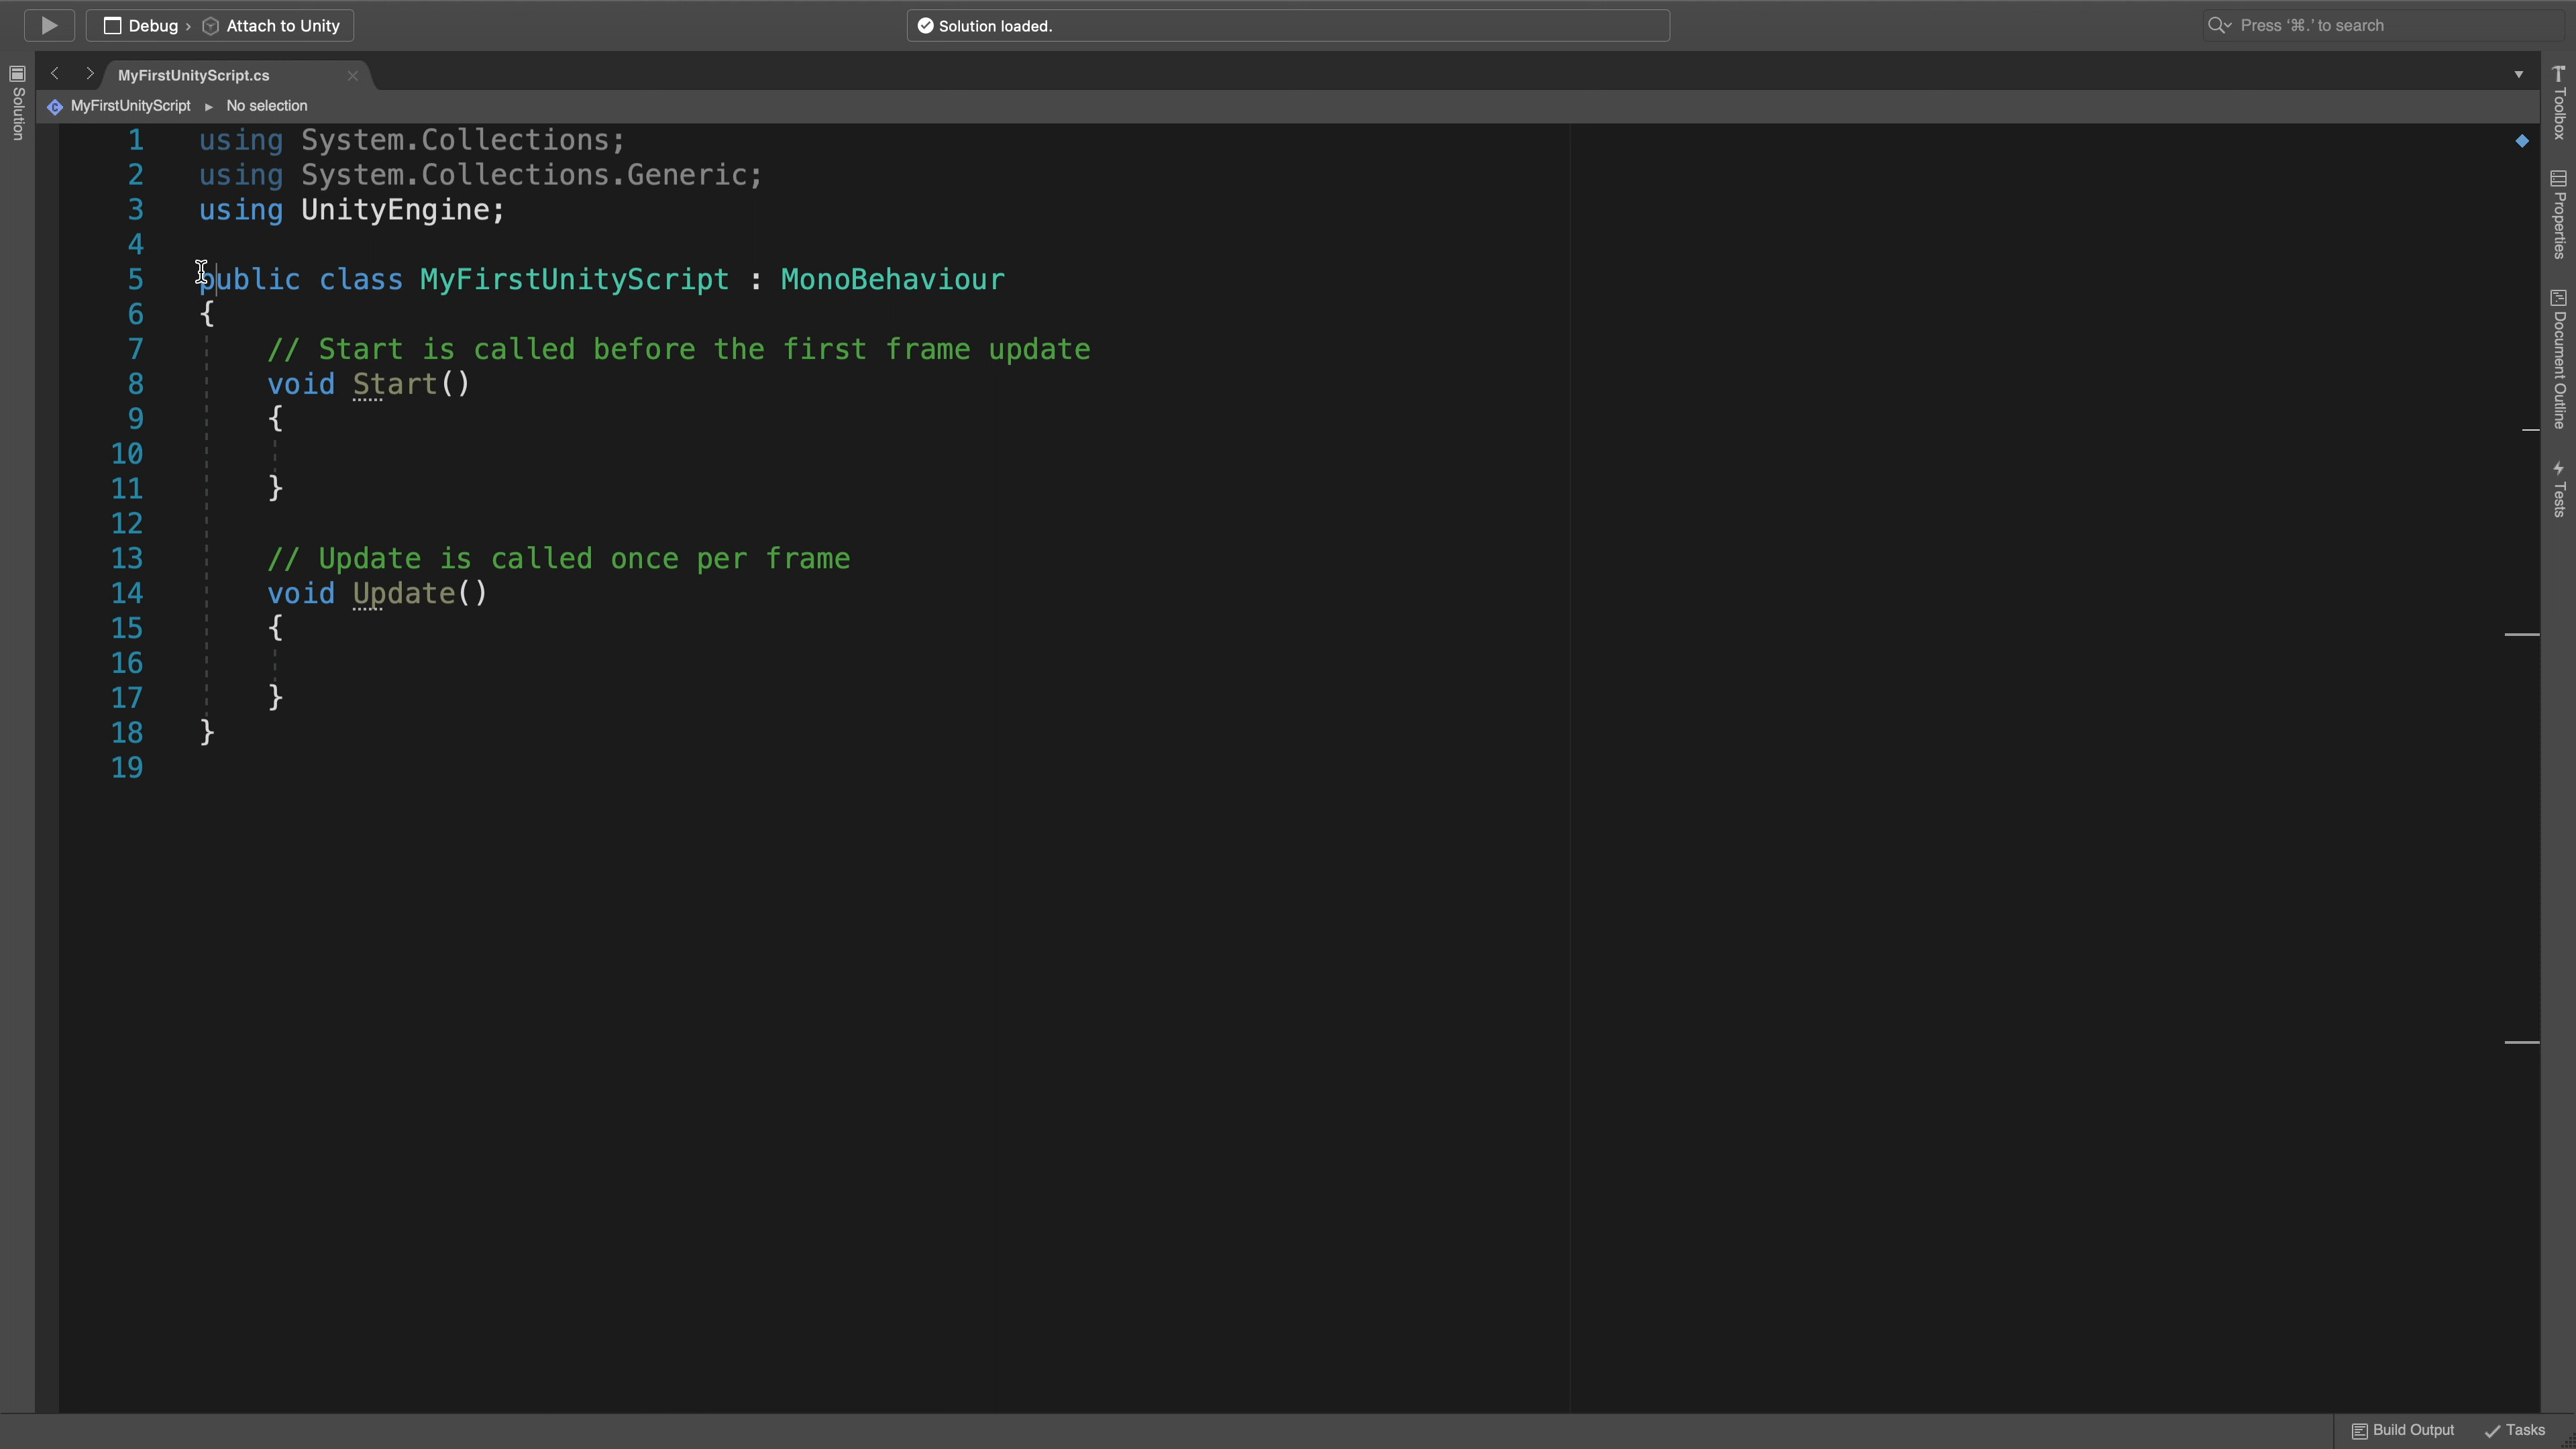 Debug › Attach to Unity
Solution loaded.
Press ‘⌘.’ to search
Solution
MyFirstUnityScript.cs
MyFirstUnityScript ▸ No selection
1 using System.Collections;
2 using System.Collections.Generic;
3 using UnityEngine;
4
5 public class MyFirstUnityScript : MonoBehaviour
6 {
7 // Start is called before the first frame update
8 void Start()
9 {
10
11 }
12
13 // Update is called once per frame
14 void Update()
15 {
16
17 }
18 }
19
Toolbox
Properties
Document Outline
Tests
Build Output
Tasks